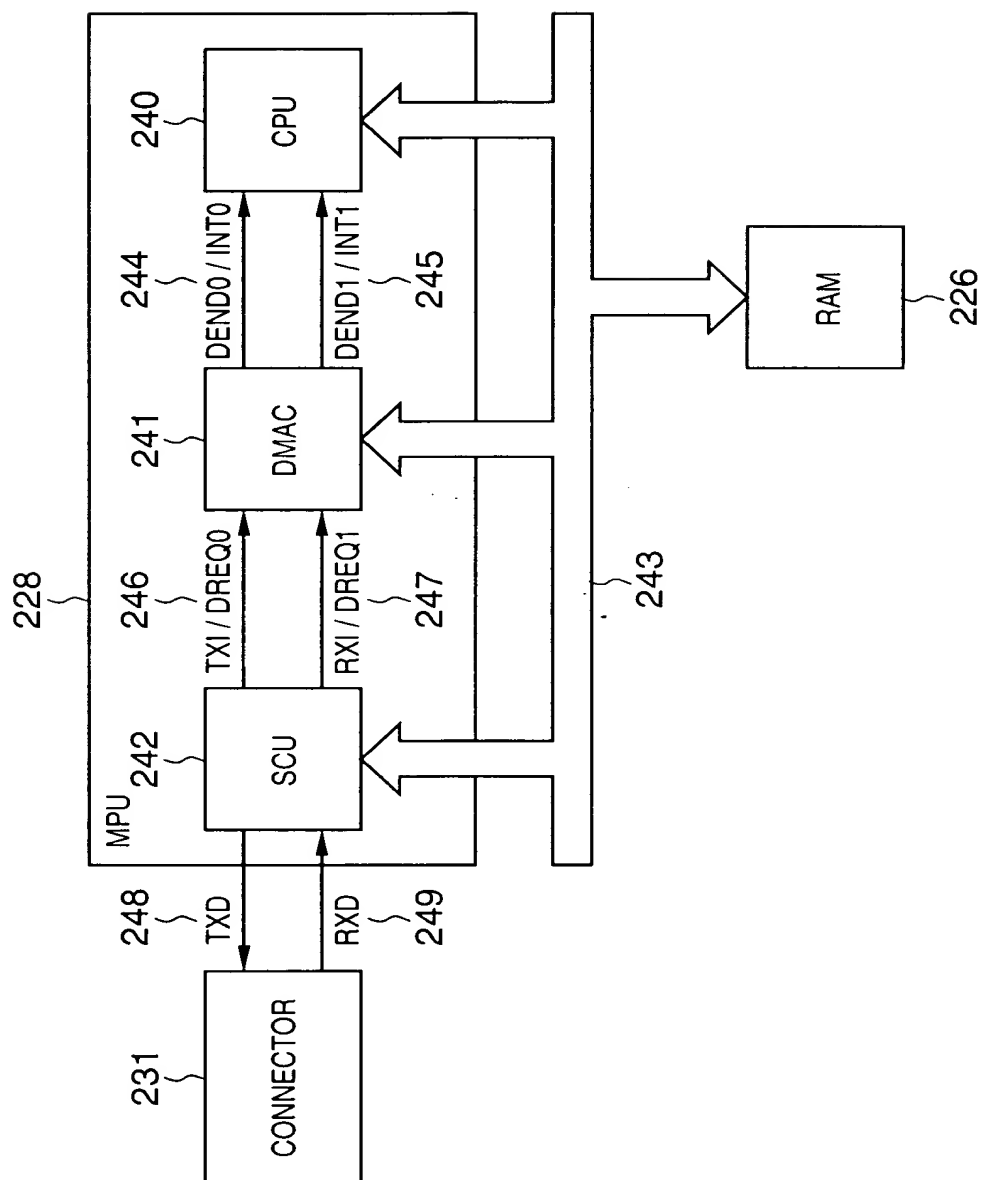 228
MPU
240
CPU
244
DEND0 / INT0
DEND1 / INT1
245
241
DMAC
246
TXI / DREQ0
RXI / DREQ1
247
242
SCU
248
TXD
RXD
249
231
CONNECTOR
243
RAM
226